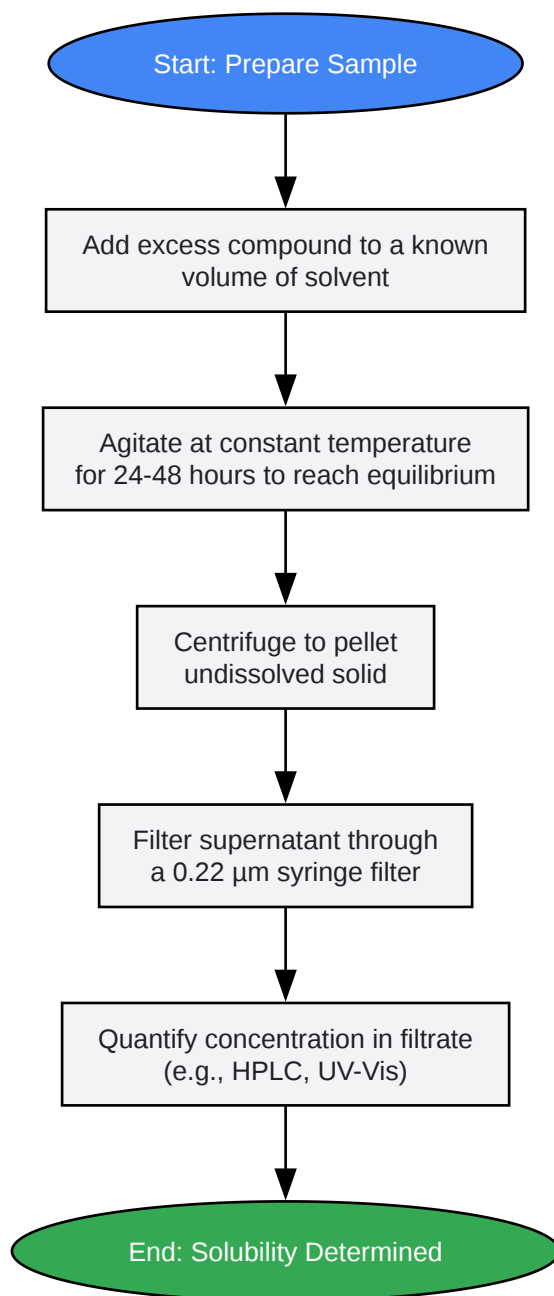 Start: Prepare Sample
Add excess compound to a known
volume of solvent
Agitate at constant temperature
for 24-48 hours to reach equilibrium
Centrifuge to pellet
undissolved solid
Filter supernatant through
a 0.22 µm syringe filter
Quantify concentration in filtrate
(e.g., HPLC, UV-Vis)
End: Solubility Determined